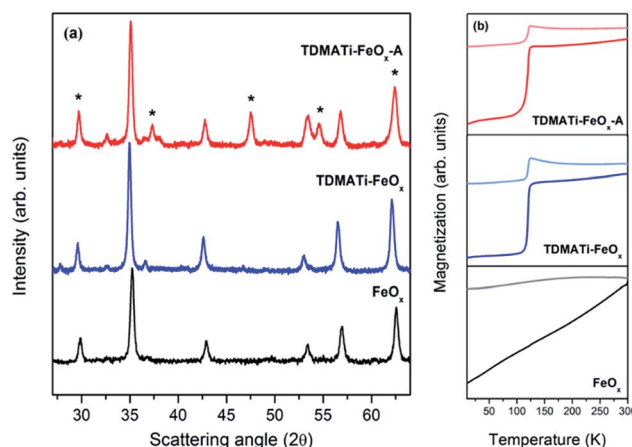 (a)
TDMATi-FeOₓ-A
* * * * *
TDMATi-FeOₓ
FeOₓ
Intensity (arb. units)
30 35 40 45 50 55 60
Scattering angle (2θ)
(b)
TDMATi-FeOₓ-A
TDMATi-FeOₓ
FeOₓ
Magnetization (arb. units)
50 100 150 200 250 300
Temperature (K)